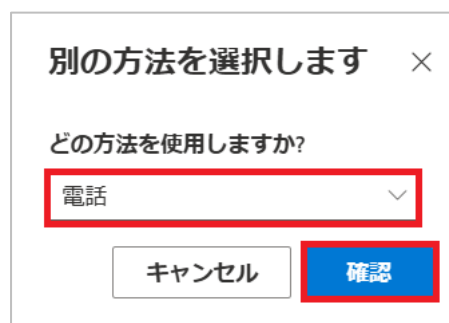 別の方法を選択します
どの方法を使用しますか?
電話
キャンセル 確認